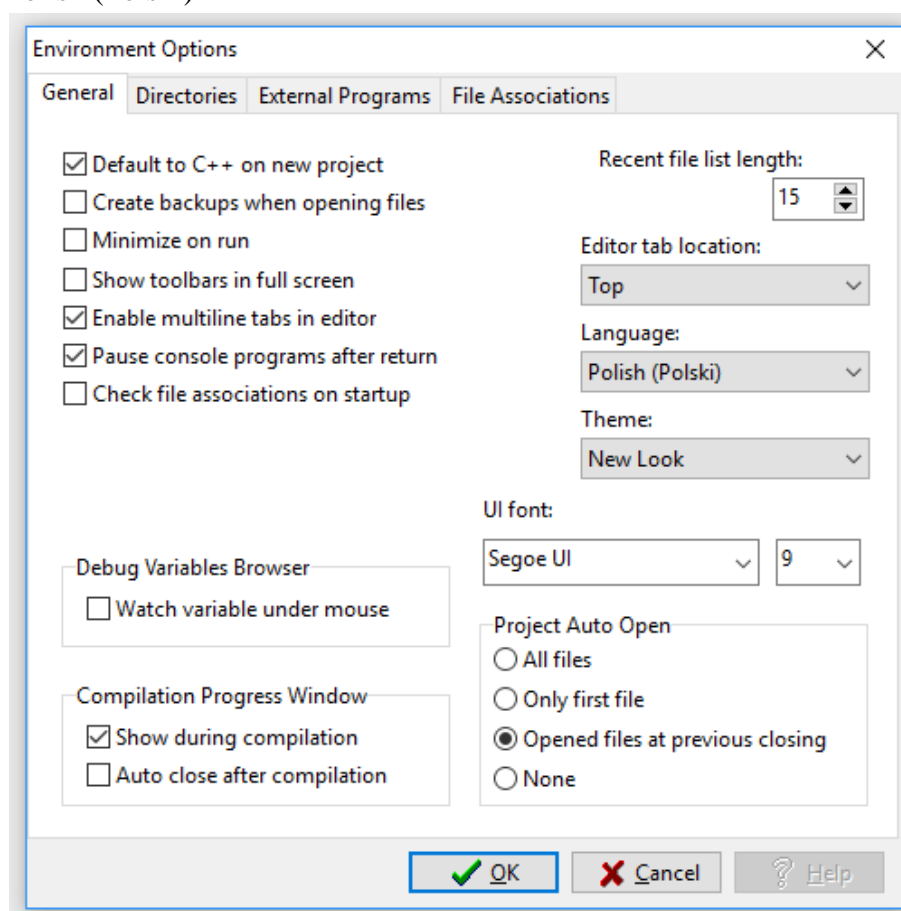 Environment Options
General Directories External Programs File Associations
Default to C++ on new project
Create backups when opening files
Minimize on run
Show toolbars in full screen
Enable multiline tabs in editor
Pause console programs after return
Check file associations on startup
Recent file list length:
15
Editor tab location:
Top
Language:
Polish (Polski)
Theme:
New Look
UI font:
Segoe UI 9
Debug Variables Browser
Watch variable under mouse
Compilation Progress Window
Show during compilation
Auto close after compilation
Project Auto Open
All files
Only first file
Opened files at previous closing
None
OK Cancel Help